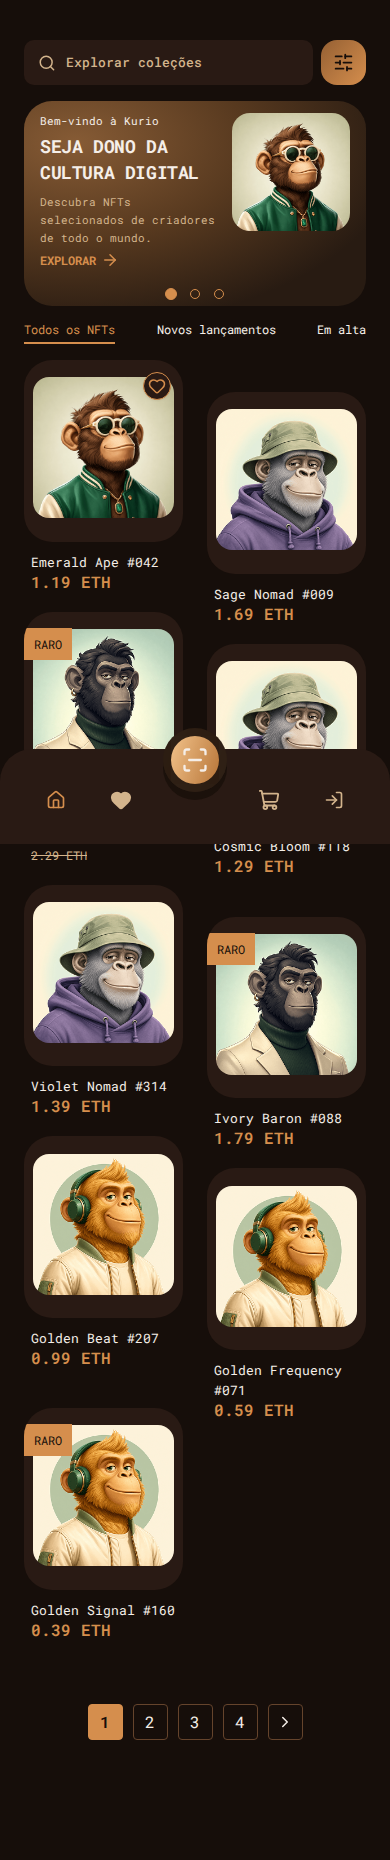 Explorar coleções
Bem-vindo à Kurio
SEJA DONO DA
CULTURA DIGITAL
Descubra NFTs
selecionados de criadores
de todo o mundo.
EXPLORAR
Todos os NFTs
Novos lançamentos
Em alta
Emerald Ape #042
1.19 ETH
Sage Nomad #009
1.69 ETH
RARO
2.29 ETH
Cosmic Bloom #118
1.29 ETH
Violet Nomad #314
1.39 ETH
RARO
Ivory Baron #088
1.79 ETH
Golden Beat #207
0.99 ETH
Golden Frequency
#071
0.59 ETH
RARO
Golden Signal #160
0.39 ETH
1
2
3
4